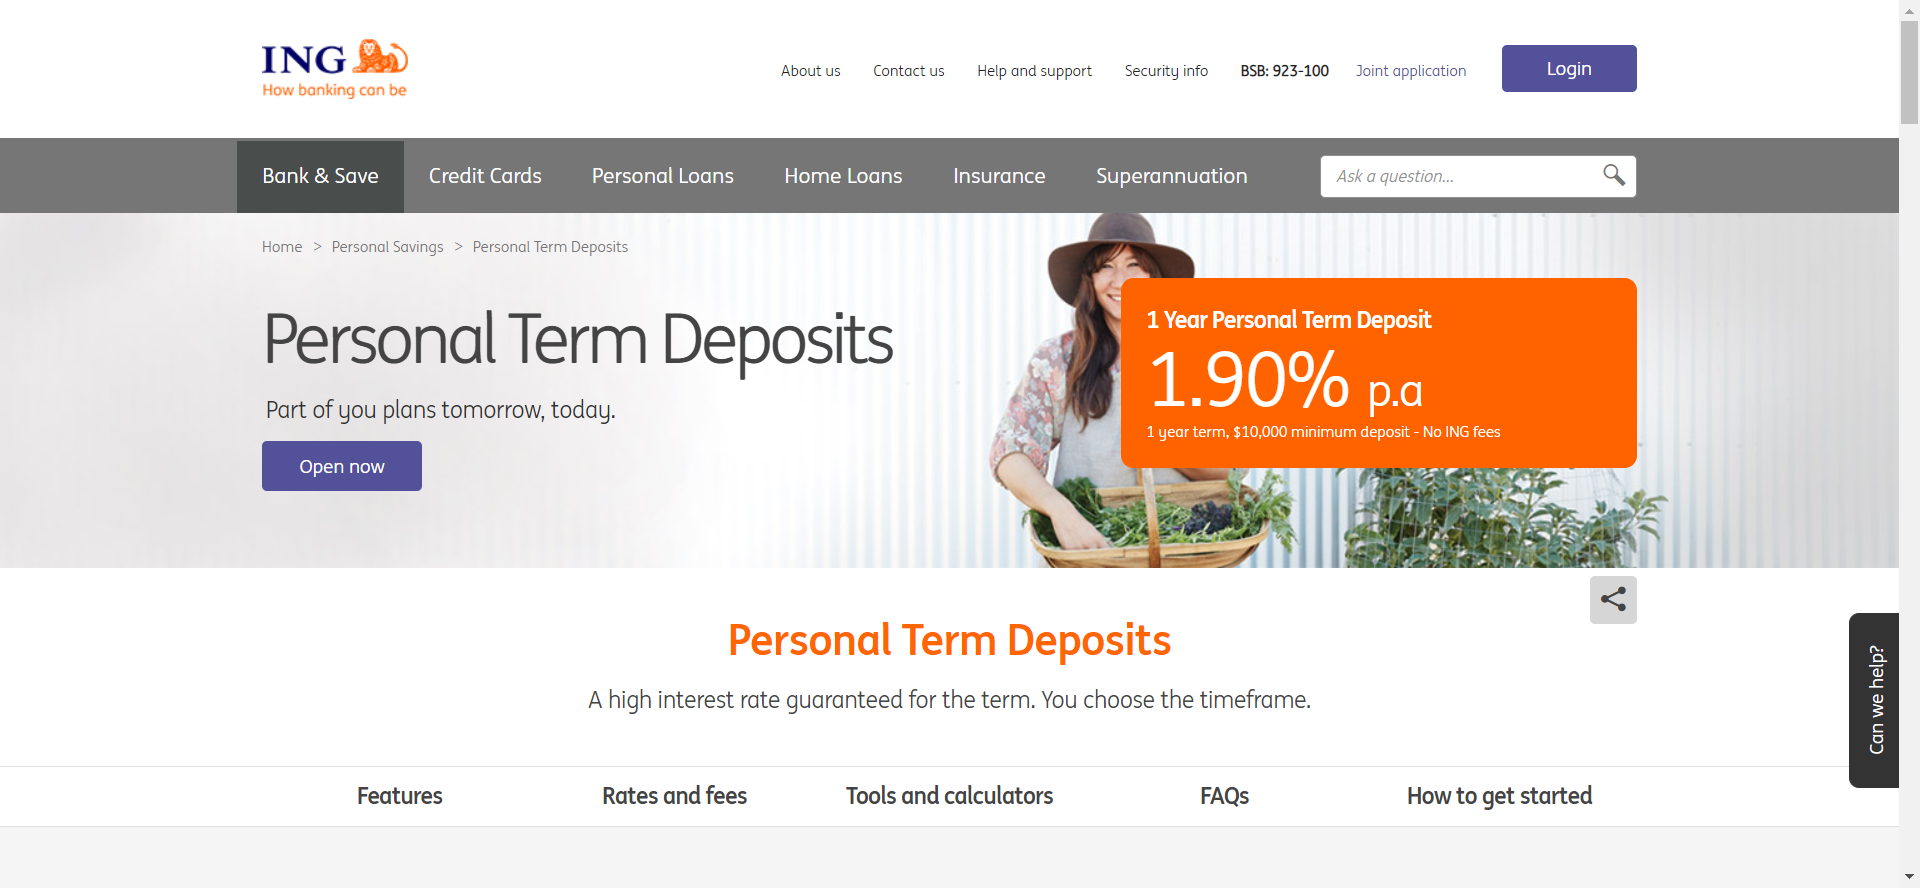 ING
How banking can be
About us
Contact us
Help and support
Security info
BSB: 923-100
Joint application
Login
Bank & Save
Credit Cards
Personal Loans
Home Loans
Insurance
Superannuation
Ask a question...
Home > Personal Savings > Personal Term Deposits
Personal Term Deposits
Part of you plans tomorrow, today.
Open now
1 Year Personal Term Deposit
1.90% p.a
1 year term, $10,000 minimum deposit - No ING fees
Personal Term Deposits
A high interest rate guaranteed for the term. You choose the timeframe.
Can we help?
Features
Rates and fees
Tools and calculators
FAQs
How to get started